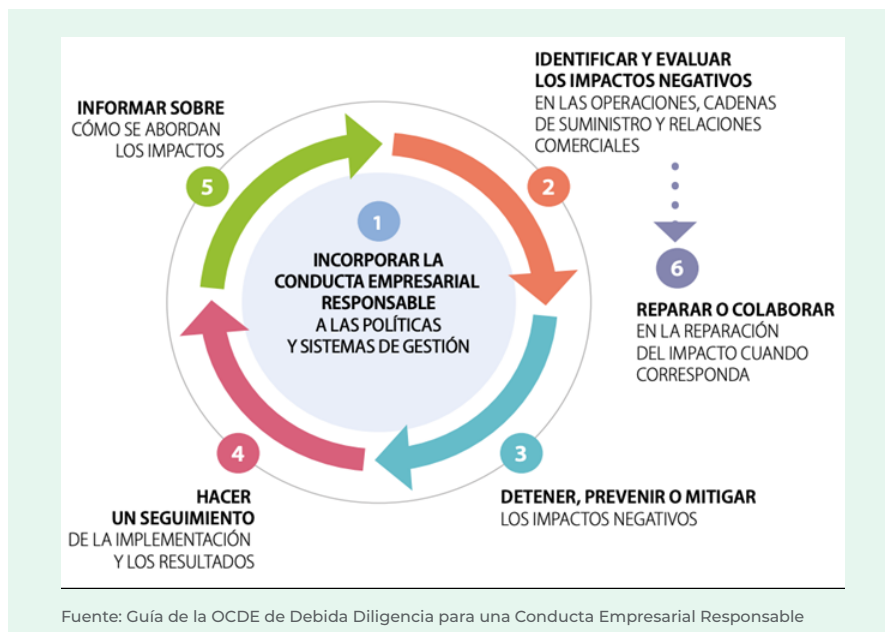 1
INCORPORAR LA
CONDUCTA EMPRESARIAL
RESPONSABLE
A LAS POLÍTICAS
Y SISTEMAS DE GESTIÓN
2
IDENTIFICAR Y EVALUAR
LOS IMPACTOS NEGATIVOS
EN LAS OPERACIONES, CADENAS
DE SUMINISTRO Y RELACIONES
COMERCIALES
3
DETENER, PREVENIR O MITIGAR
LOS IMPACTOS NEGATIVOS
4
HACER
UN SEGUIMIENTO
DE LA IMPLEMENTACIÓN
Y LOS RESULTADOS
5
INFORMAR SOBRE
CÓMO SE ABORDAN
LOS IMPACTOS
6
REPARAR O COLABORAR
EN LA REPARACIÓN
DEL IMPACTO CUANDO
CORRESPONDA
Fuente: Guía de la OCDE de Debida Diligencia para una Conducta Empresarial Responsable